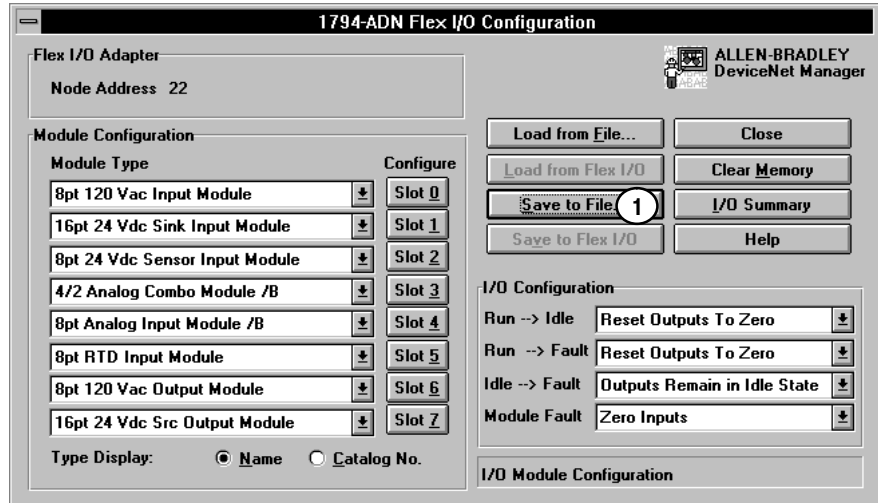 1794-ADN Flex I/O Configuration
Flex I/O Adapter
Node Address 22
ALLEN-BRADLEY
DeviceNet Manager
Module Configuration
Module Type Configure
8pt 120 Vac Input Module Slot 0
16pt 24 Vdc Sink Input Module Slot 1
8pt 24 Vdc Sensor Input Module Slot 2
4/2 Analog Combo Module /B Slot 3
8pt Analog Input Module /B Slot 4
8pt RTD Input Module Slot 5
8pt 120 Vac Output Module Slot 6
16pt 24 Vdc Src Output Module Slot 7
Type Display: Name Catalog No.
Load from File... Close
Load from Flex I/O Clear Memory
Save to File. 1 I/O Summary
Save to Flex I/O Help
I/O Configuration
Run --> Idle Reset Outputs To Zero
Run --> Fault Reset Outputs To Zero
Idle --> Fault Outputs Remain in Idle State
Module Fault Zero Inputs
I/O Module Configuration